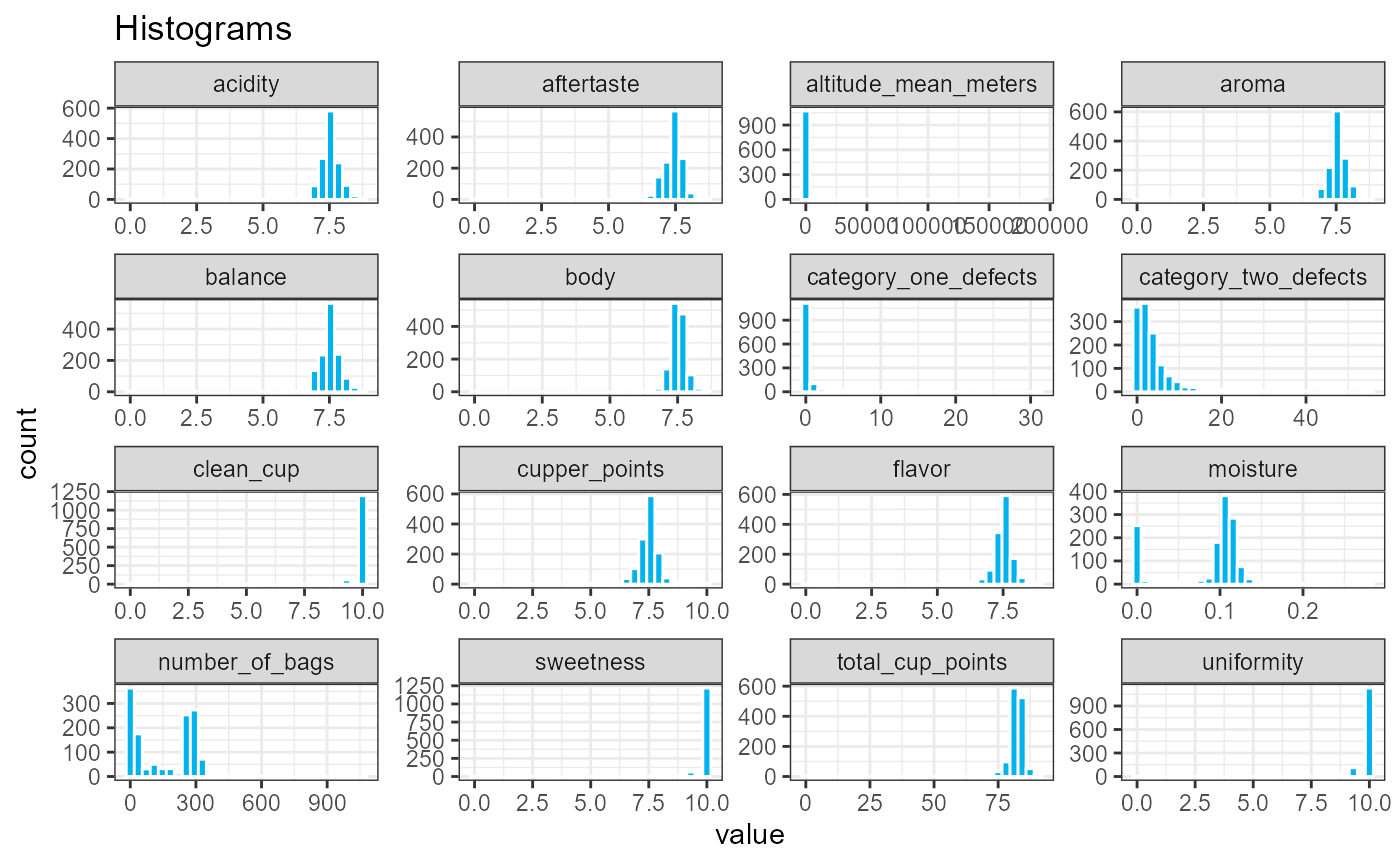 Histograms
acidity aftertaste altitude_mean_meters aroma
600 400 200 0
400 200 0
900 600 300 0
600 400 200 0
0.0 2.5 5.0 7.5 0.0 2.5 5.0 7.5 0 50000 100000 150000 200000 0.0 2.5 5.0 7.5
balance body category_one_defects category_two_defects
400 200 0
400 200 0
900 600 300 0
300 200 100 0
0.0 2.5 5.0 7.5 0.0 2.5 5.0 7.5 0 10 20 30 0 20 40
count
clean_cup cupper_points flavor moisture
1250 1000 750 500 250 0
600 400 200 0
600 400 200 0
400 300 200 100 0
0.0 2.5 5.0 7.5 10.0 0.0 2.5 5.0 7.5 10.0 0.0 2.5 5.0 7.5 0.0 0.1 0.2
number_of_bags sweetness total_cup_points uniformity
300 200 100 0
1250 1000 750 500 250 0
600 400 200 0
900 600 300 0
0 300 600 900 0.0 2.5 5.0 7.5 10.0 0 25 50 75 0.0 2.5 5.0 7.5 10.0
value